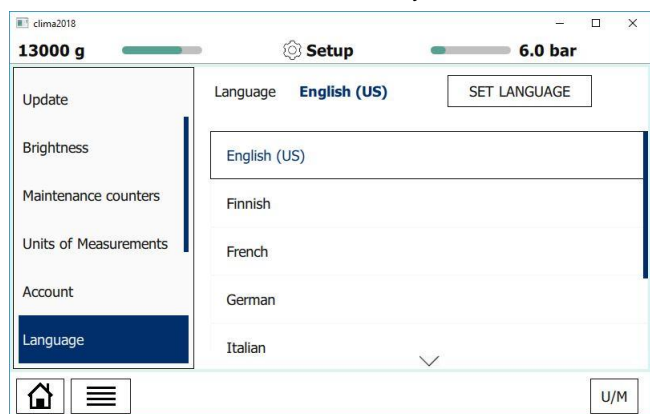 clima2018
13000 g
Setup
6.0 bar
Update
Brightness
Maintenance counters
Units of Measurements
Account
Language
Language English (US)
SET LANGUAGE
English (US)
Finnish
French
German
Italian
U/M